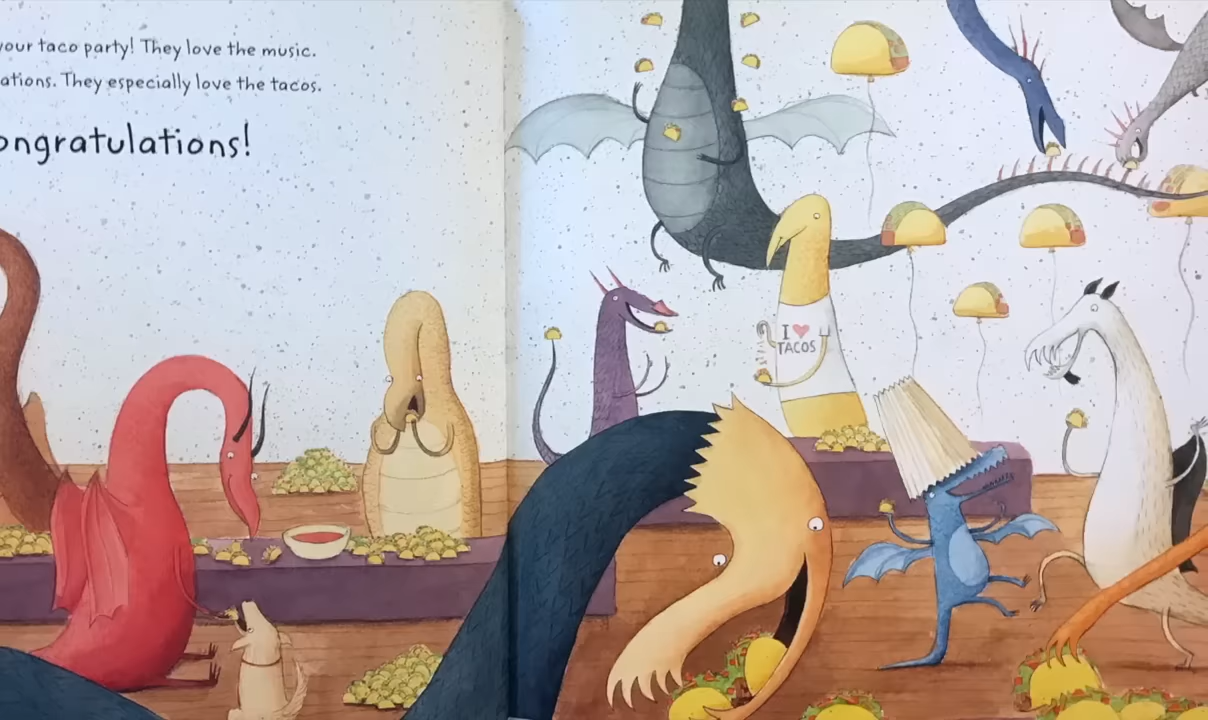 your taco party! They love the music.
ations. They especially love the tacos.
ongratulations!
I ♥
TACOS